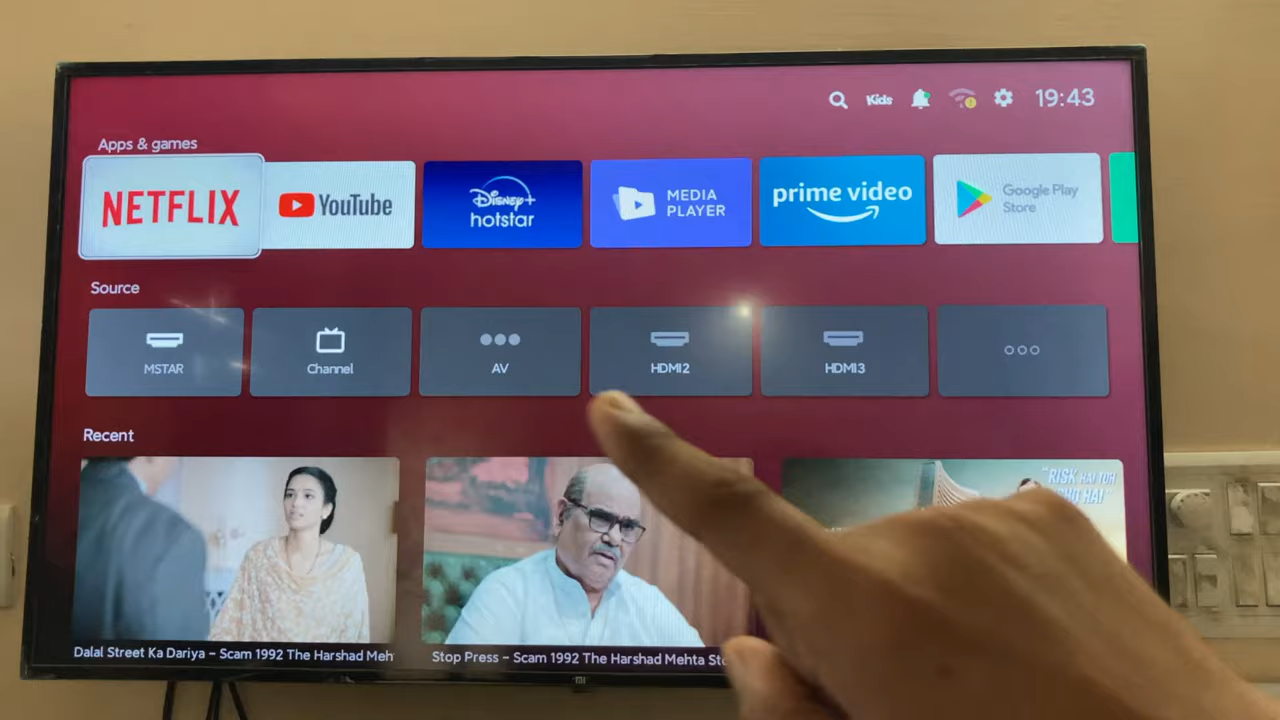 Kids
19:43
Apps & games
NETFLIX
YouTube
Disney+
hotstar
MEDIA
PLAYER
prime video
Google Play
Store
Source
MSTAR
Channel
AV
HDMI2
HDMI3
Recent
"RISK HAI TOH
HAI!"
Dalal Street Ka Dariya – Scam 1992 The Harshad Meh
Stop Press – Scam 1992 The Harshad Mehta Sto
MI